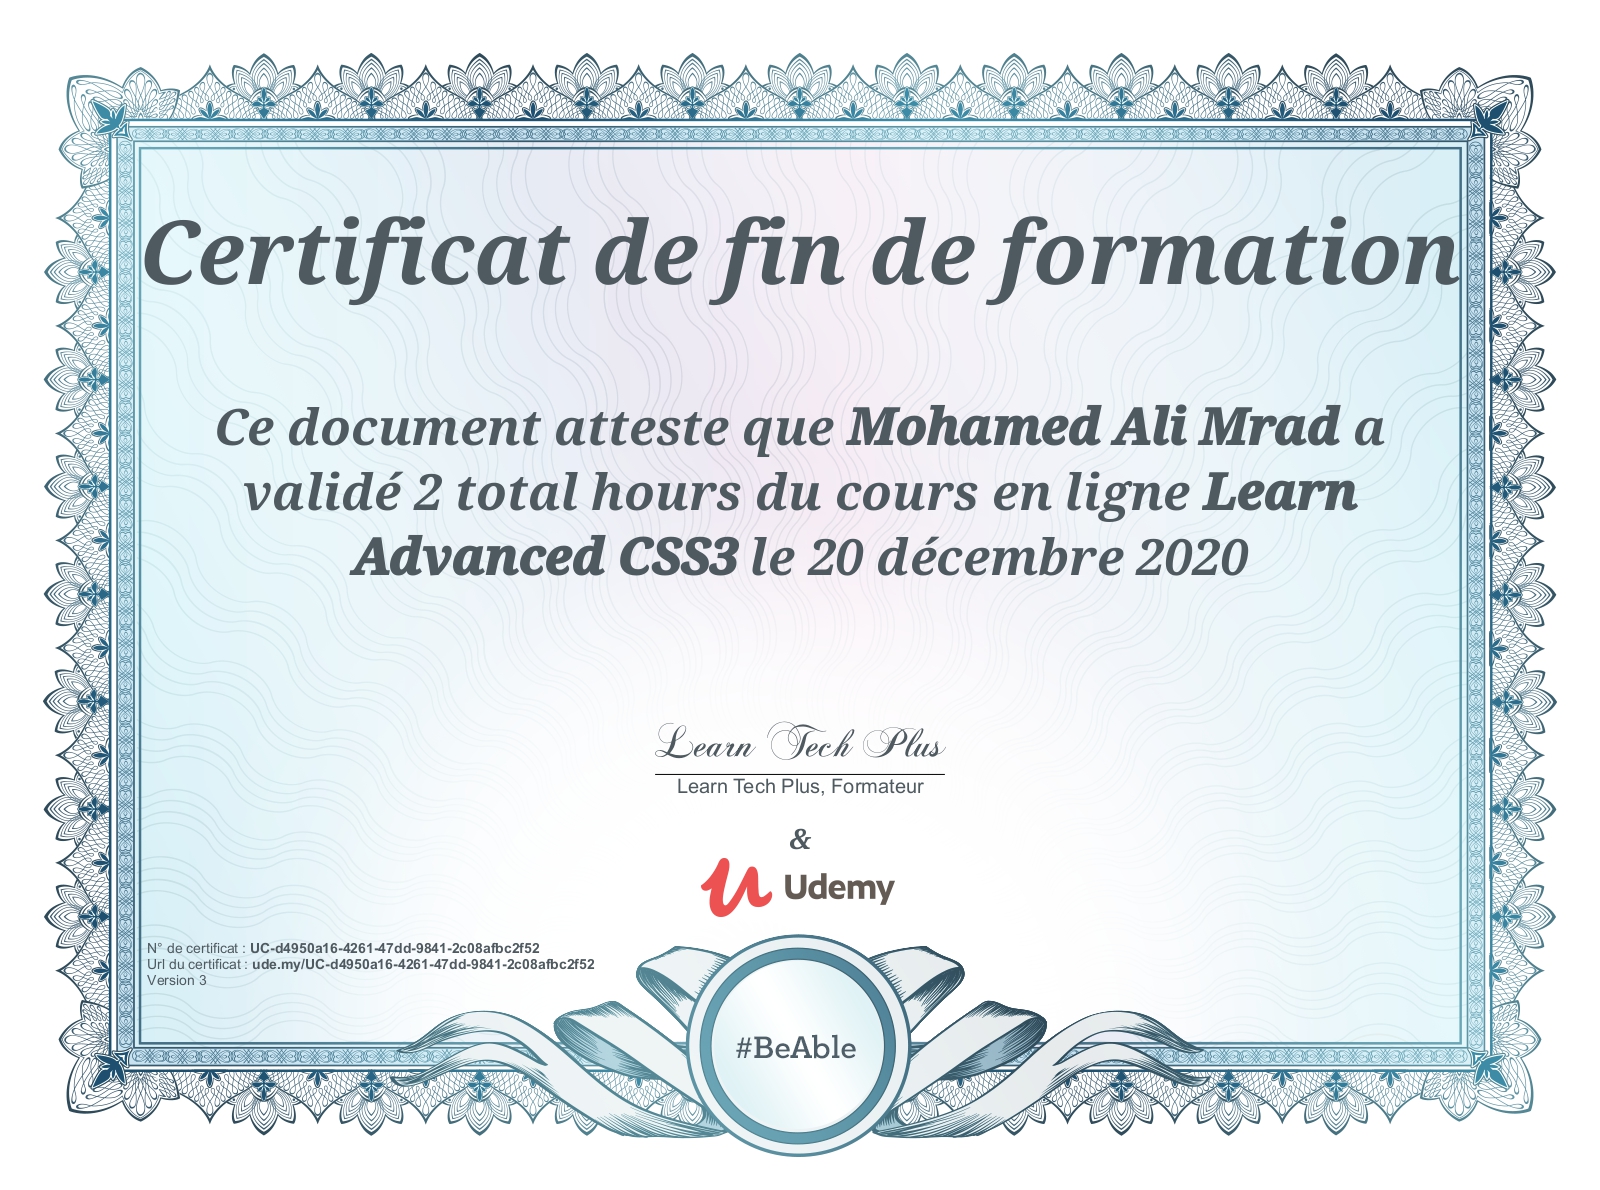 Certificat de fin de formation
Ce document atteste que Mohamed Ali Mrad a
validé 2 total hours du cours en ligne Learn
Advanced CSS3 le 20 décembre 2020
Learn Tech Plus
Learn Tech Plus, Formateur
&
Udemy
N° de certificat : UC-d4950a16-4261-47dd-9841-2c08afbc2f52
Url du certificat : ude.my/UC-d4950a16-4261-47dd-9841-2c08afbc2f52
Version 3
#BeAble